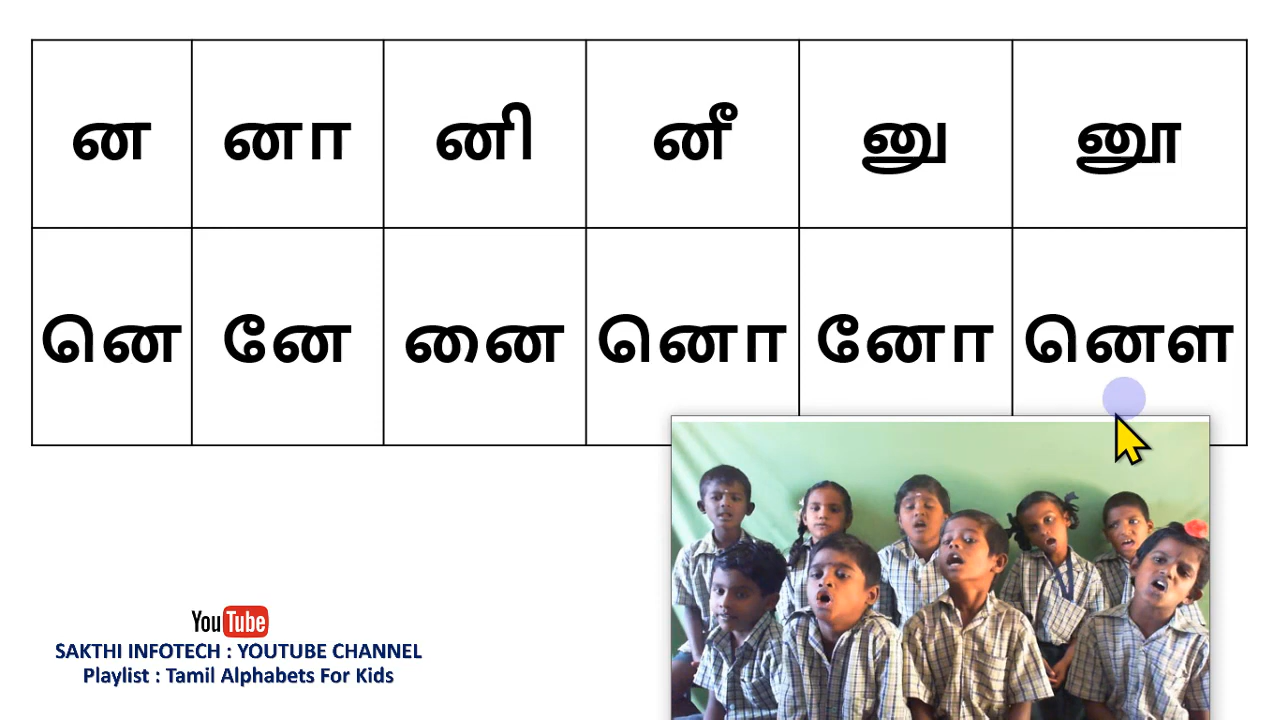 ன னா னி னீ னு னூ
னெ னே னை னொ னோ னௌ
YouTube
SAKTHI INFOTECH : YOUTUBE CHANNEL
Playlist : Tamil Alphabets For Kids